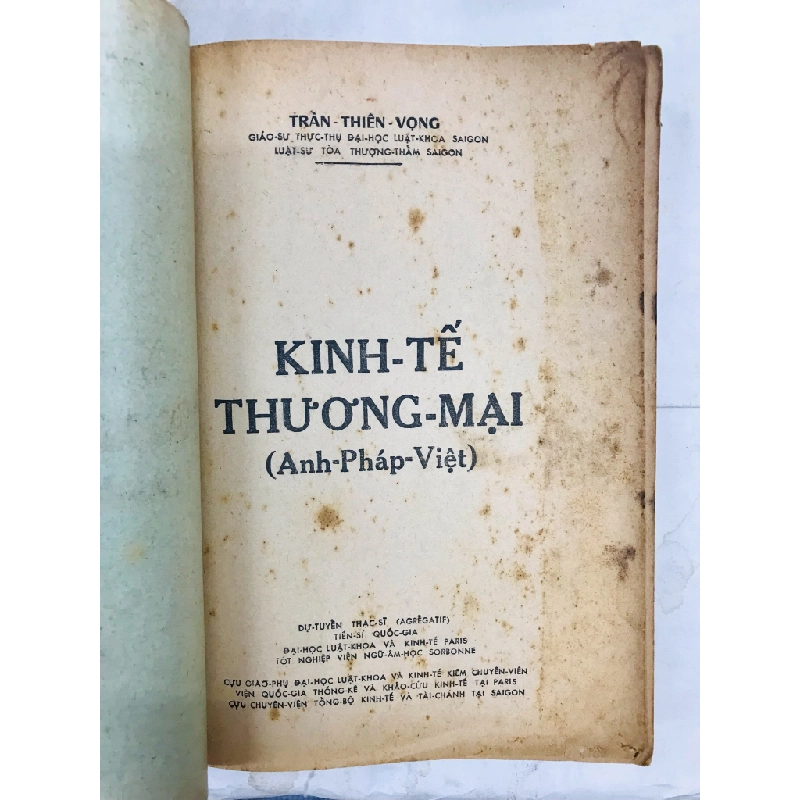 TRẦN-THIÊN-VỌNG
GIÁO-SƯ THỰC-THỤ ĐẠI-HỌC LUẬT-KHOA SAIGON
LUẬT-SƯ TÒA THƯỢNG-THẨM SAIGON
KINH-TẾ
THƯƠNG-MẠI
(Anh-Pháp-Việt)
DỰ-TUYỂN THẠC-SĨ (AGRÉGATIF)
TIẾN-SĨ QUỐC-GIA
ĐẠI-HỌC LUẬT-KHOA VÀ KINH-TẾ PARIS
TỐT NGHIỆP VIỆN NGỮ-ÂM-HỌC SORBONNE
CỰU GIÁO-PHỤ ĐẠI-HỌC LUẬT-KHOA VÀ KINH-TẾ KIÊM CHUYÊN-VIÊN
VIỆN QUỐC-GIA THỐNG-KÊ VÀ KHẢO-CỨU KINH-TẾ TẠI PARIS
CỰU CHUYÊN-VIÊN TỔNG-BỘ KINH-TẾ VÀ TÀI-CHÁNH TẠI SAIGON